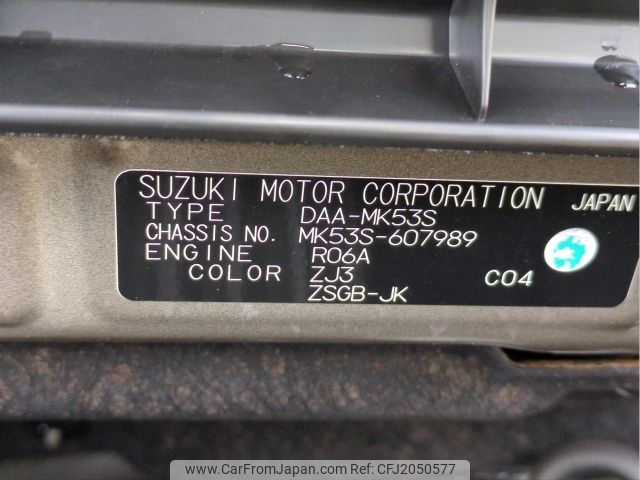 SUZUKI MOTOR CORPORATION JAPAN
TYPE DAA-MK53S
CHASSIS NO. MK53S-607989
ENGINE R06A
COLOR ZJ3 C04
ZSGB-JK
www.CarFromJapan.com | CFJ2050577